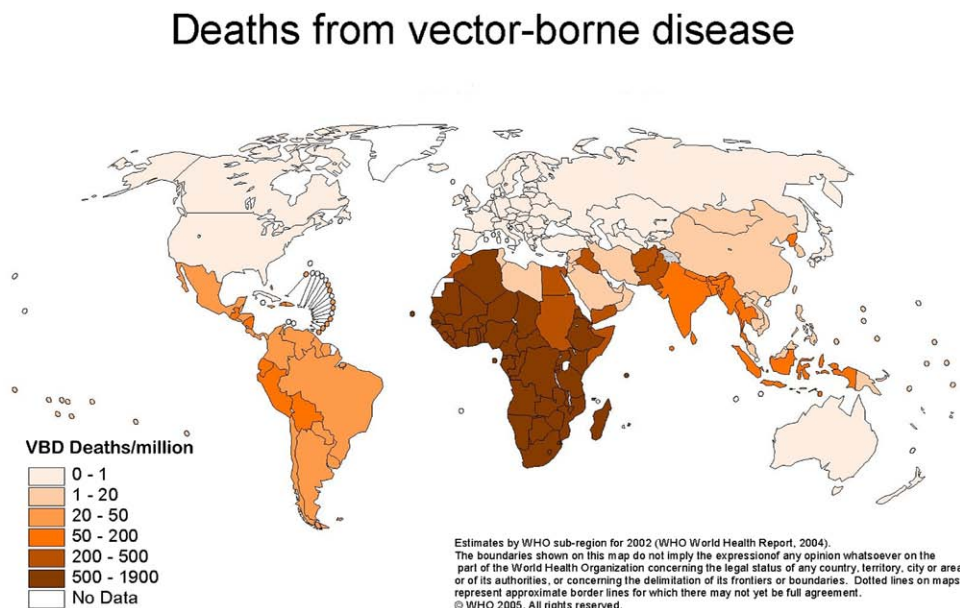 Deaths from vector-borne disease
VBD Deaths/million
0 - 1
1 - 20
20 - 50
50 - 200
200 - 500
500 - 1900
No Data
Estimates by WHO sub-region for 2002 (WHO World Health Report, 2004).
The boundaries shown on this map do not imply the expressionof any opinion whatsoever on the
part of the World Health Organization concerning the legal status of any country, territory, city or area
or of its authorities, or concerning the delimitation of its frontiers or boundaries. Dotted lines on maps
represent approximate border lines for which there may not yet be full agreement.
© WHO 2005. All rights reserved.